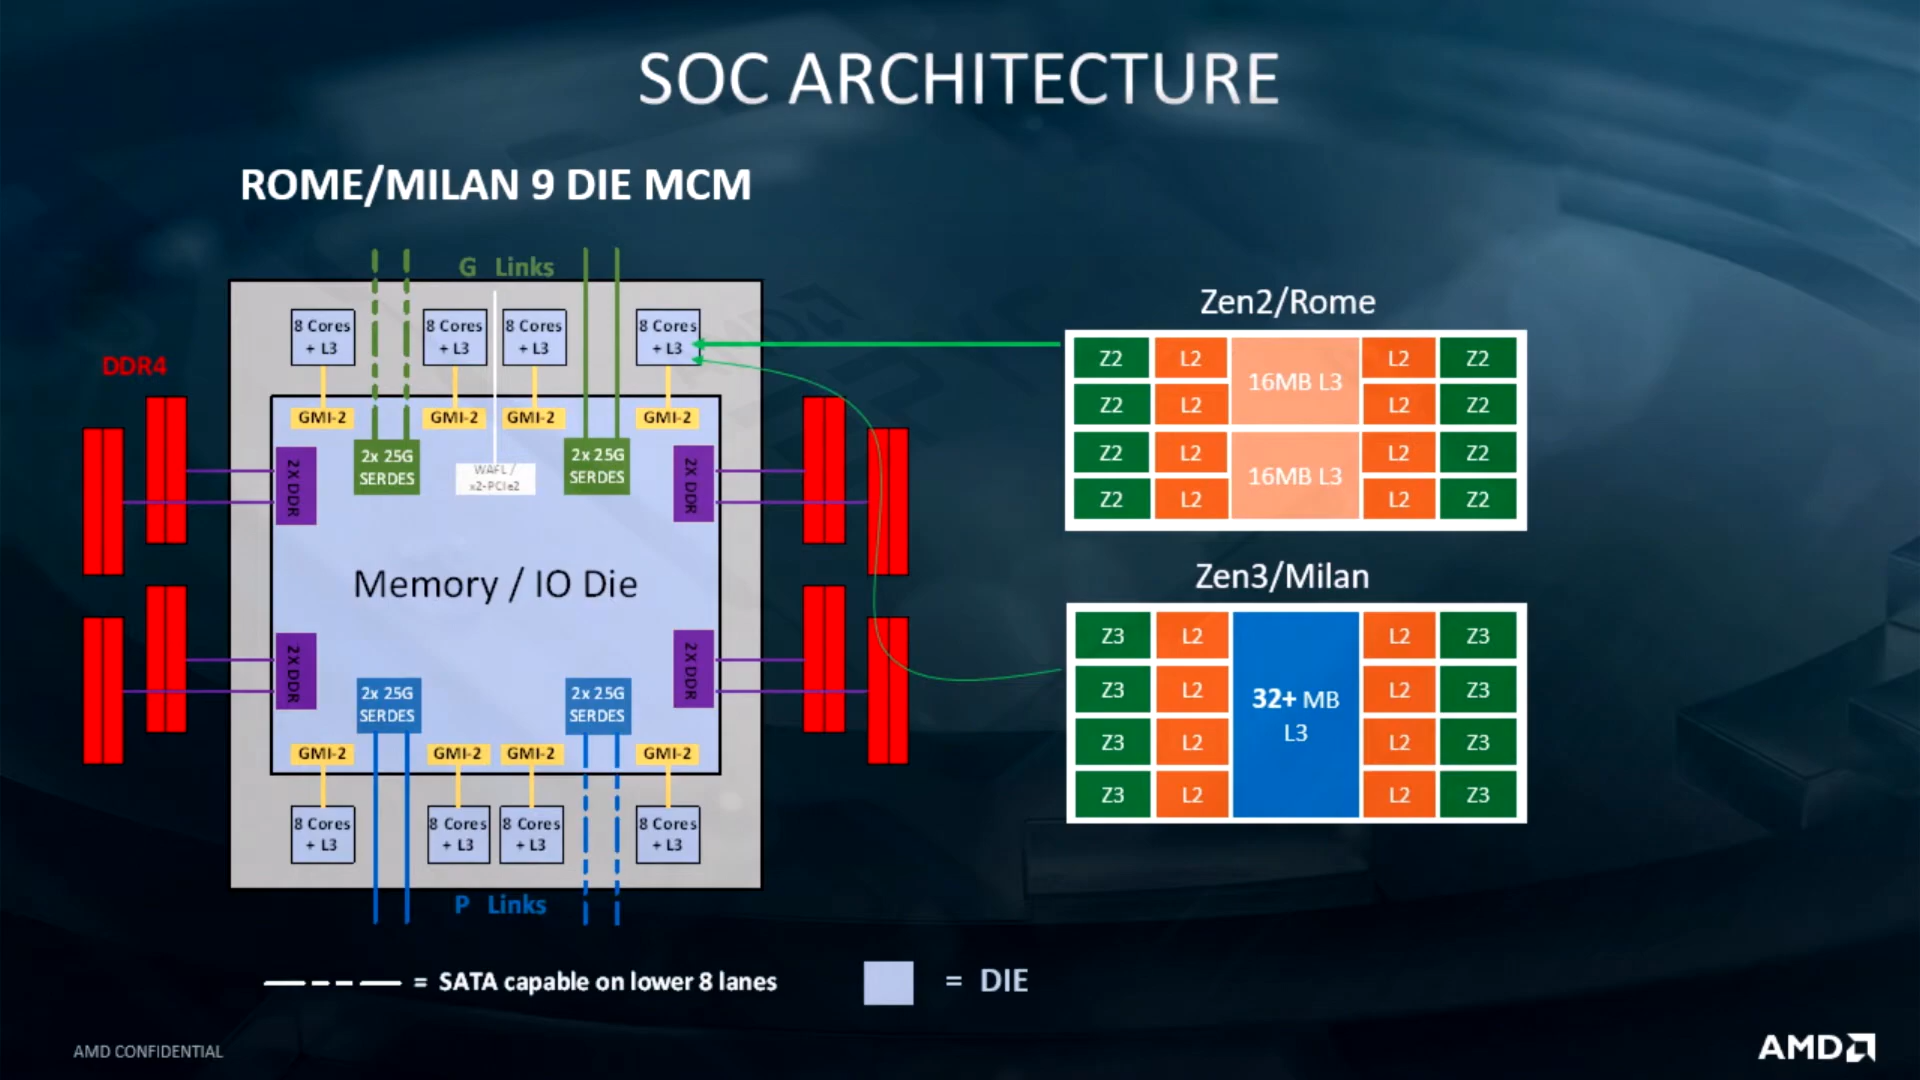 SOC ARCHITECTURE
ROME/MILAN 9 DIE MCM
G Links
8 Cores
+ L3
8 Cores
+ L3
8 Cores
+ L3
8 Cores
+ L3
DDR4
GMI-2
GMI-2
GMI-2
GMI-2
2X DDR
2x 25G
SERDES
WAFL /
x2-PCIe2
2x 25G
SERDES
2X DDR
Memory / IO Die
2X DDR
2x 25G
SERDES
2x 25G
SERDES
2X DDR
GMI-2
GMI-2
GMI-2
GMI-2
8 Cores
+ L3
8 Cores
+ L3
8 Cores
+ L3
8 Cores
+ L3
P Links
Zen2/Rome
Z2 L2 16MB L3 L2 Z2
Z2 L2 L2 Z2
Z2 L2 16MB L3 L2 Z2
Z2 L2 L2 Z2
Zen3/Milan
Z3 L2 L2 Z3
Z3 L2 32+ MB L2 Z3
L3
Z3 L2 L2 Z3
Z3 L2 L2 Z3
= SATA capable on lower 8 lanes
= DIE
AMD CONFIDENTIAL
AMD